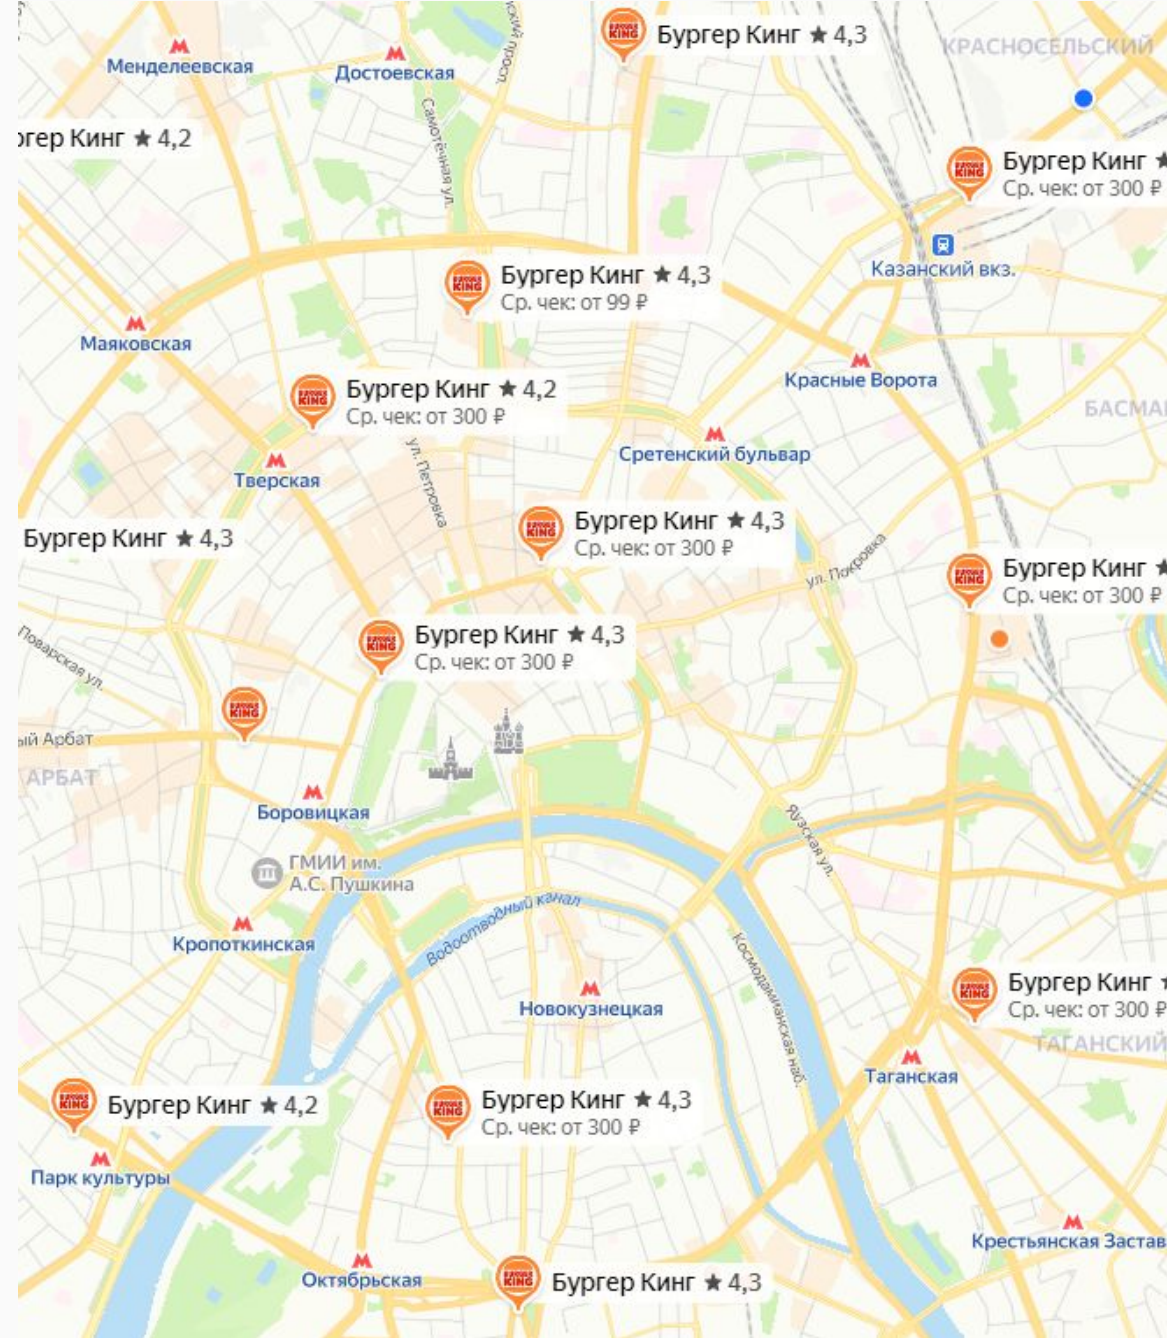 Бургер Кинг ★ 4,3
КРАСНОСЕЛЬСКИЙ
Менделеевская
Достоевская
Самотёчная ул.
ргер Кинг ★ 4,2
Бургер Кинг ★
Ср. чек: от 300 ₽
Казанский вкз.
Бургер Кинг ★ 4,3
Ср. чек: от 99 ₽
Маяковская
Красные Ворота
Бургер Кинг ★ 4,2
Ср. чек: от 300 ₽
БАСМА
Сретенский бульвар
Тверская
ул. Петровка
Бургер Кинг ★ 4,3
Ср. чек: от 300 ₽
Бургер Кинг ★ 4,3
ул. Покровка
Бургер Кинг ★
Ср. чек: от 300 ₽
Бургер Кинг ★ 4,3
Ср. чек: от 300 ₽
Поварская ул.
KING
ый Арбат
АРБАТ
Боровицкая
Яузская ул.
ГМИИ им.
А.С. Пушкина
Водоотводный канал
Кропоткинская
Космодамианская наб.
Новокузнецкая
Бургер Кинг
Ср. чек: от 300 ₽
ТАГАНСКИЙ
Таганская
Бургер Кинг ★ 4,2
Бургер Кинг ★ 4,3
Ср. чек: от 300 ₽
Парк культуры
Крестьянская Застав
Октябрьская
Бургер Кинг ★ 4,3